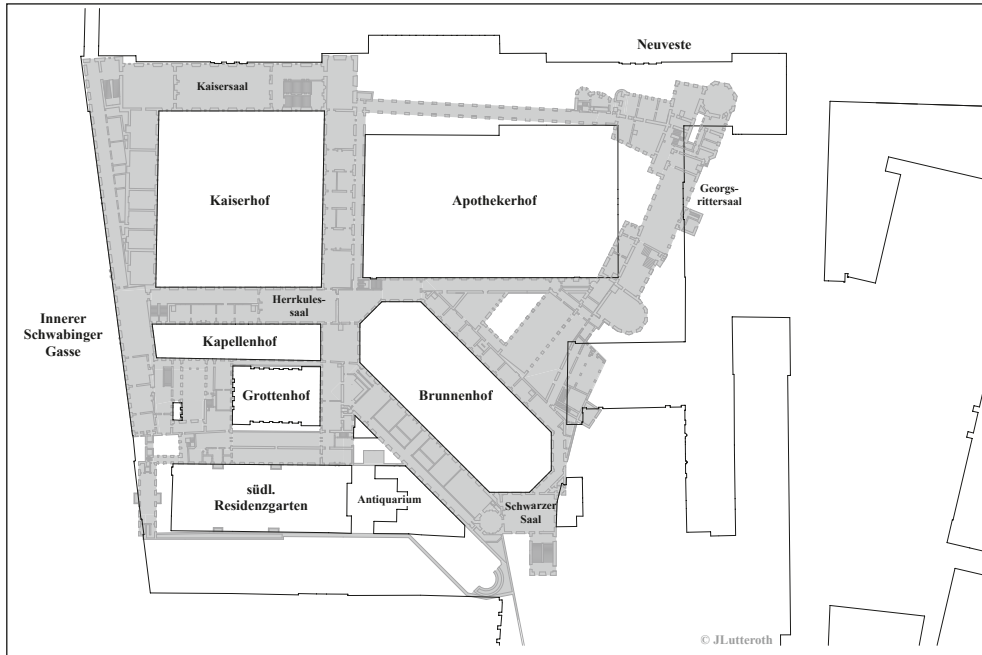 Neuveste
Kaisersaal
Kaiserhof
Apothekerhof
Georgs-
rittersaal
Herrkules-
saal
Innerer
Schwabinger
Gasse
Kapellenhof
Grottenhof
Brunnenhof
südl.
Residenzgarten
Antiquarium
Schwarzer
Saal
© JLutteroth